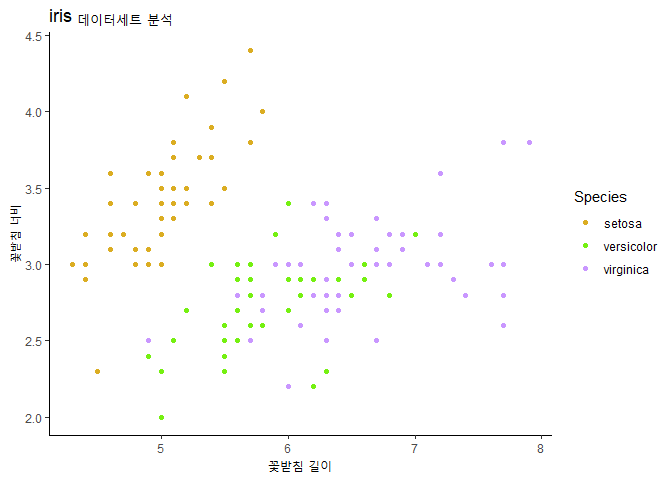 iris 데이터세트 분석
4.5
4.0
3.5
3.0
2.5
2.0
꽃받침 너비
5 6 7 8
꽃받침 길이
Species
setosa
versicolor
virginica